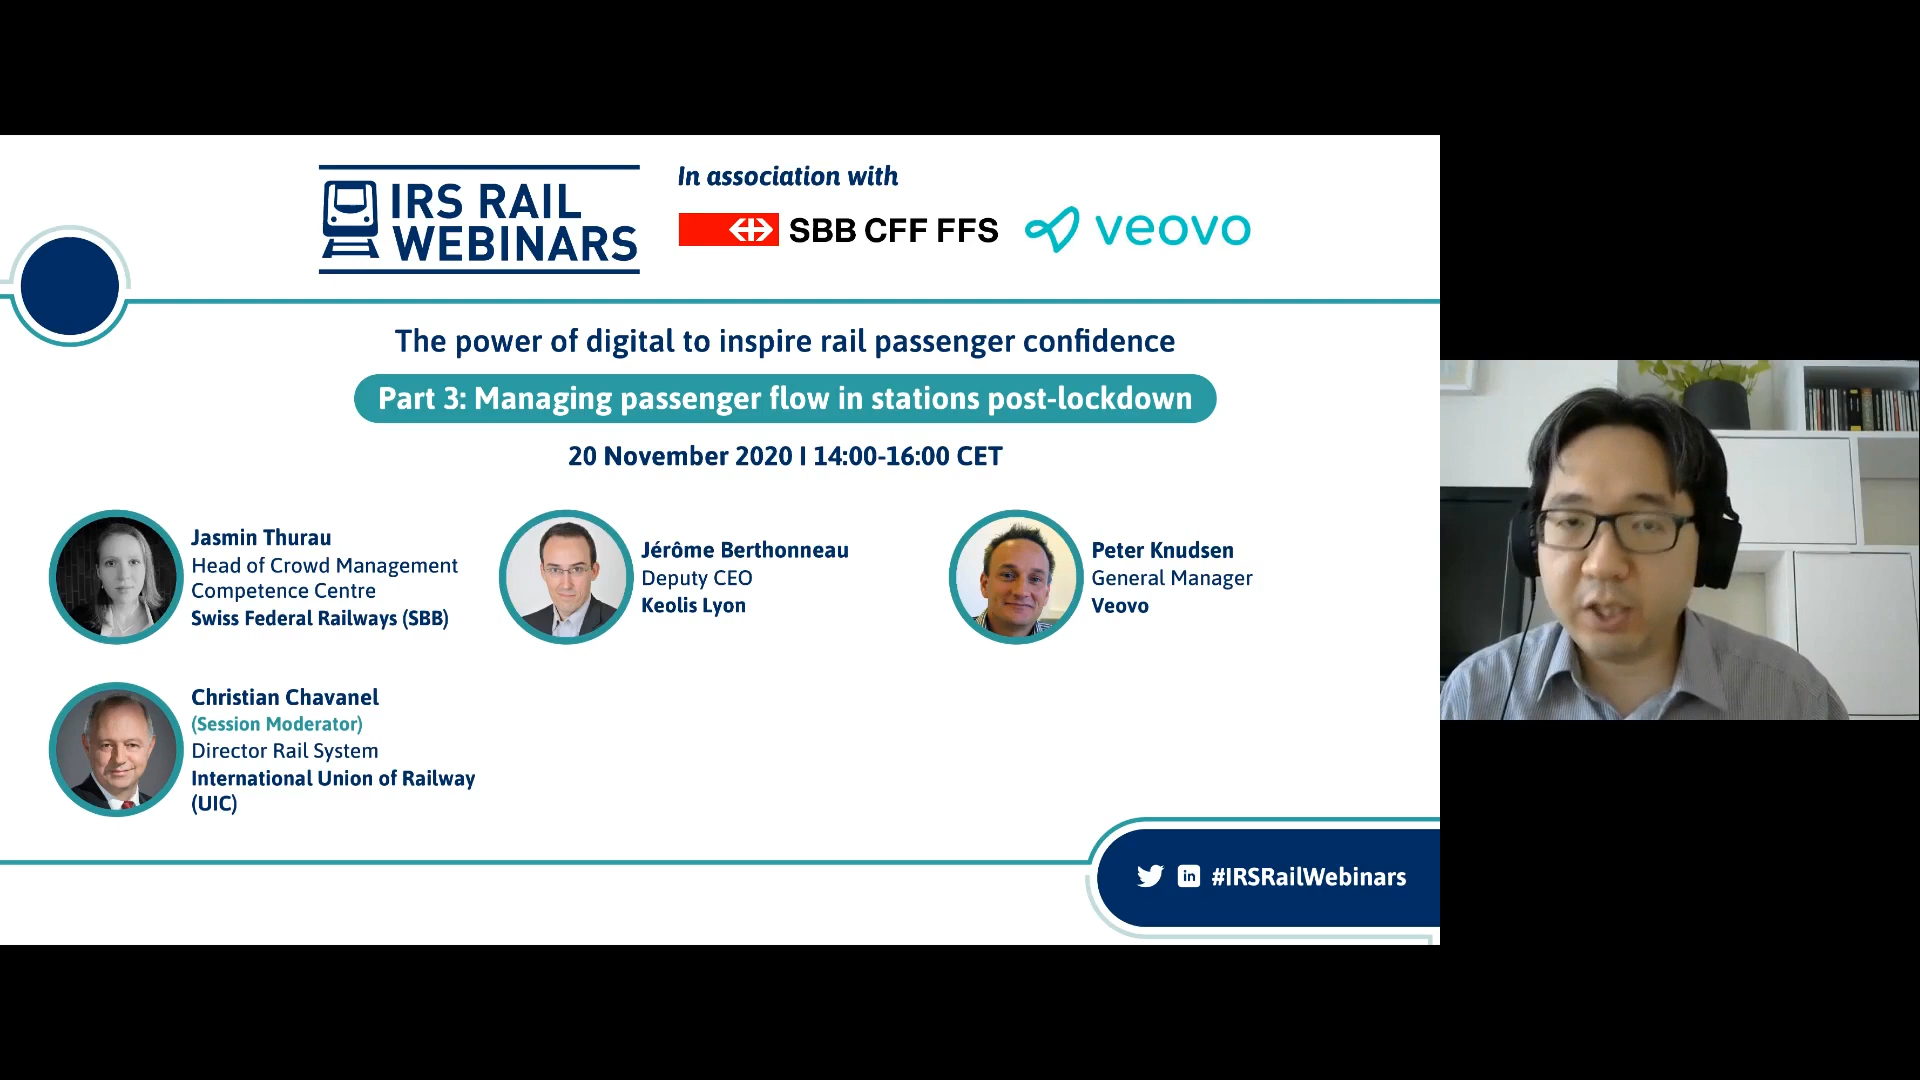 IRS RAIL
WEBINARS
In association with
SBB CFF FFS
veovo
The power of digital to inspire rail passenger confidence
Part 3: Managing passenger flow in stations post-lockdown
20 November 2020 I 14:00-16:00 CET
Jasmin Thurau
Head of Crowd Management
Competence Centre
Swiss Federal Railways (SBB)
Jérôme Berthonneau
Deputy CEO
Keolis Lyon
Peter Knudsen
General Manager
Veovo
Christian Chavanel
(Session Moderator)
Director Rail System
International Union of Railway
(UIC)
in
#IRSRailWebinars